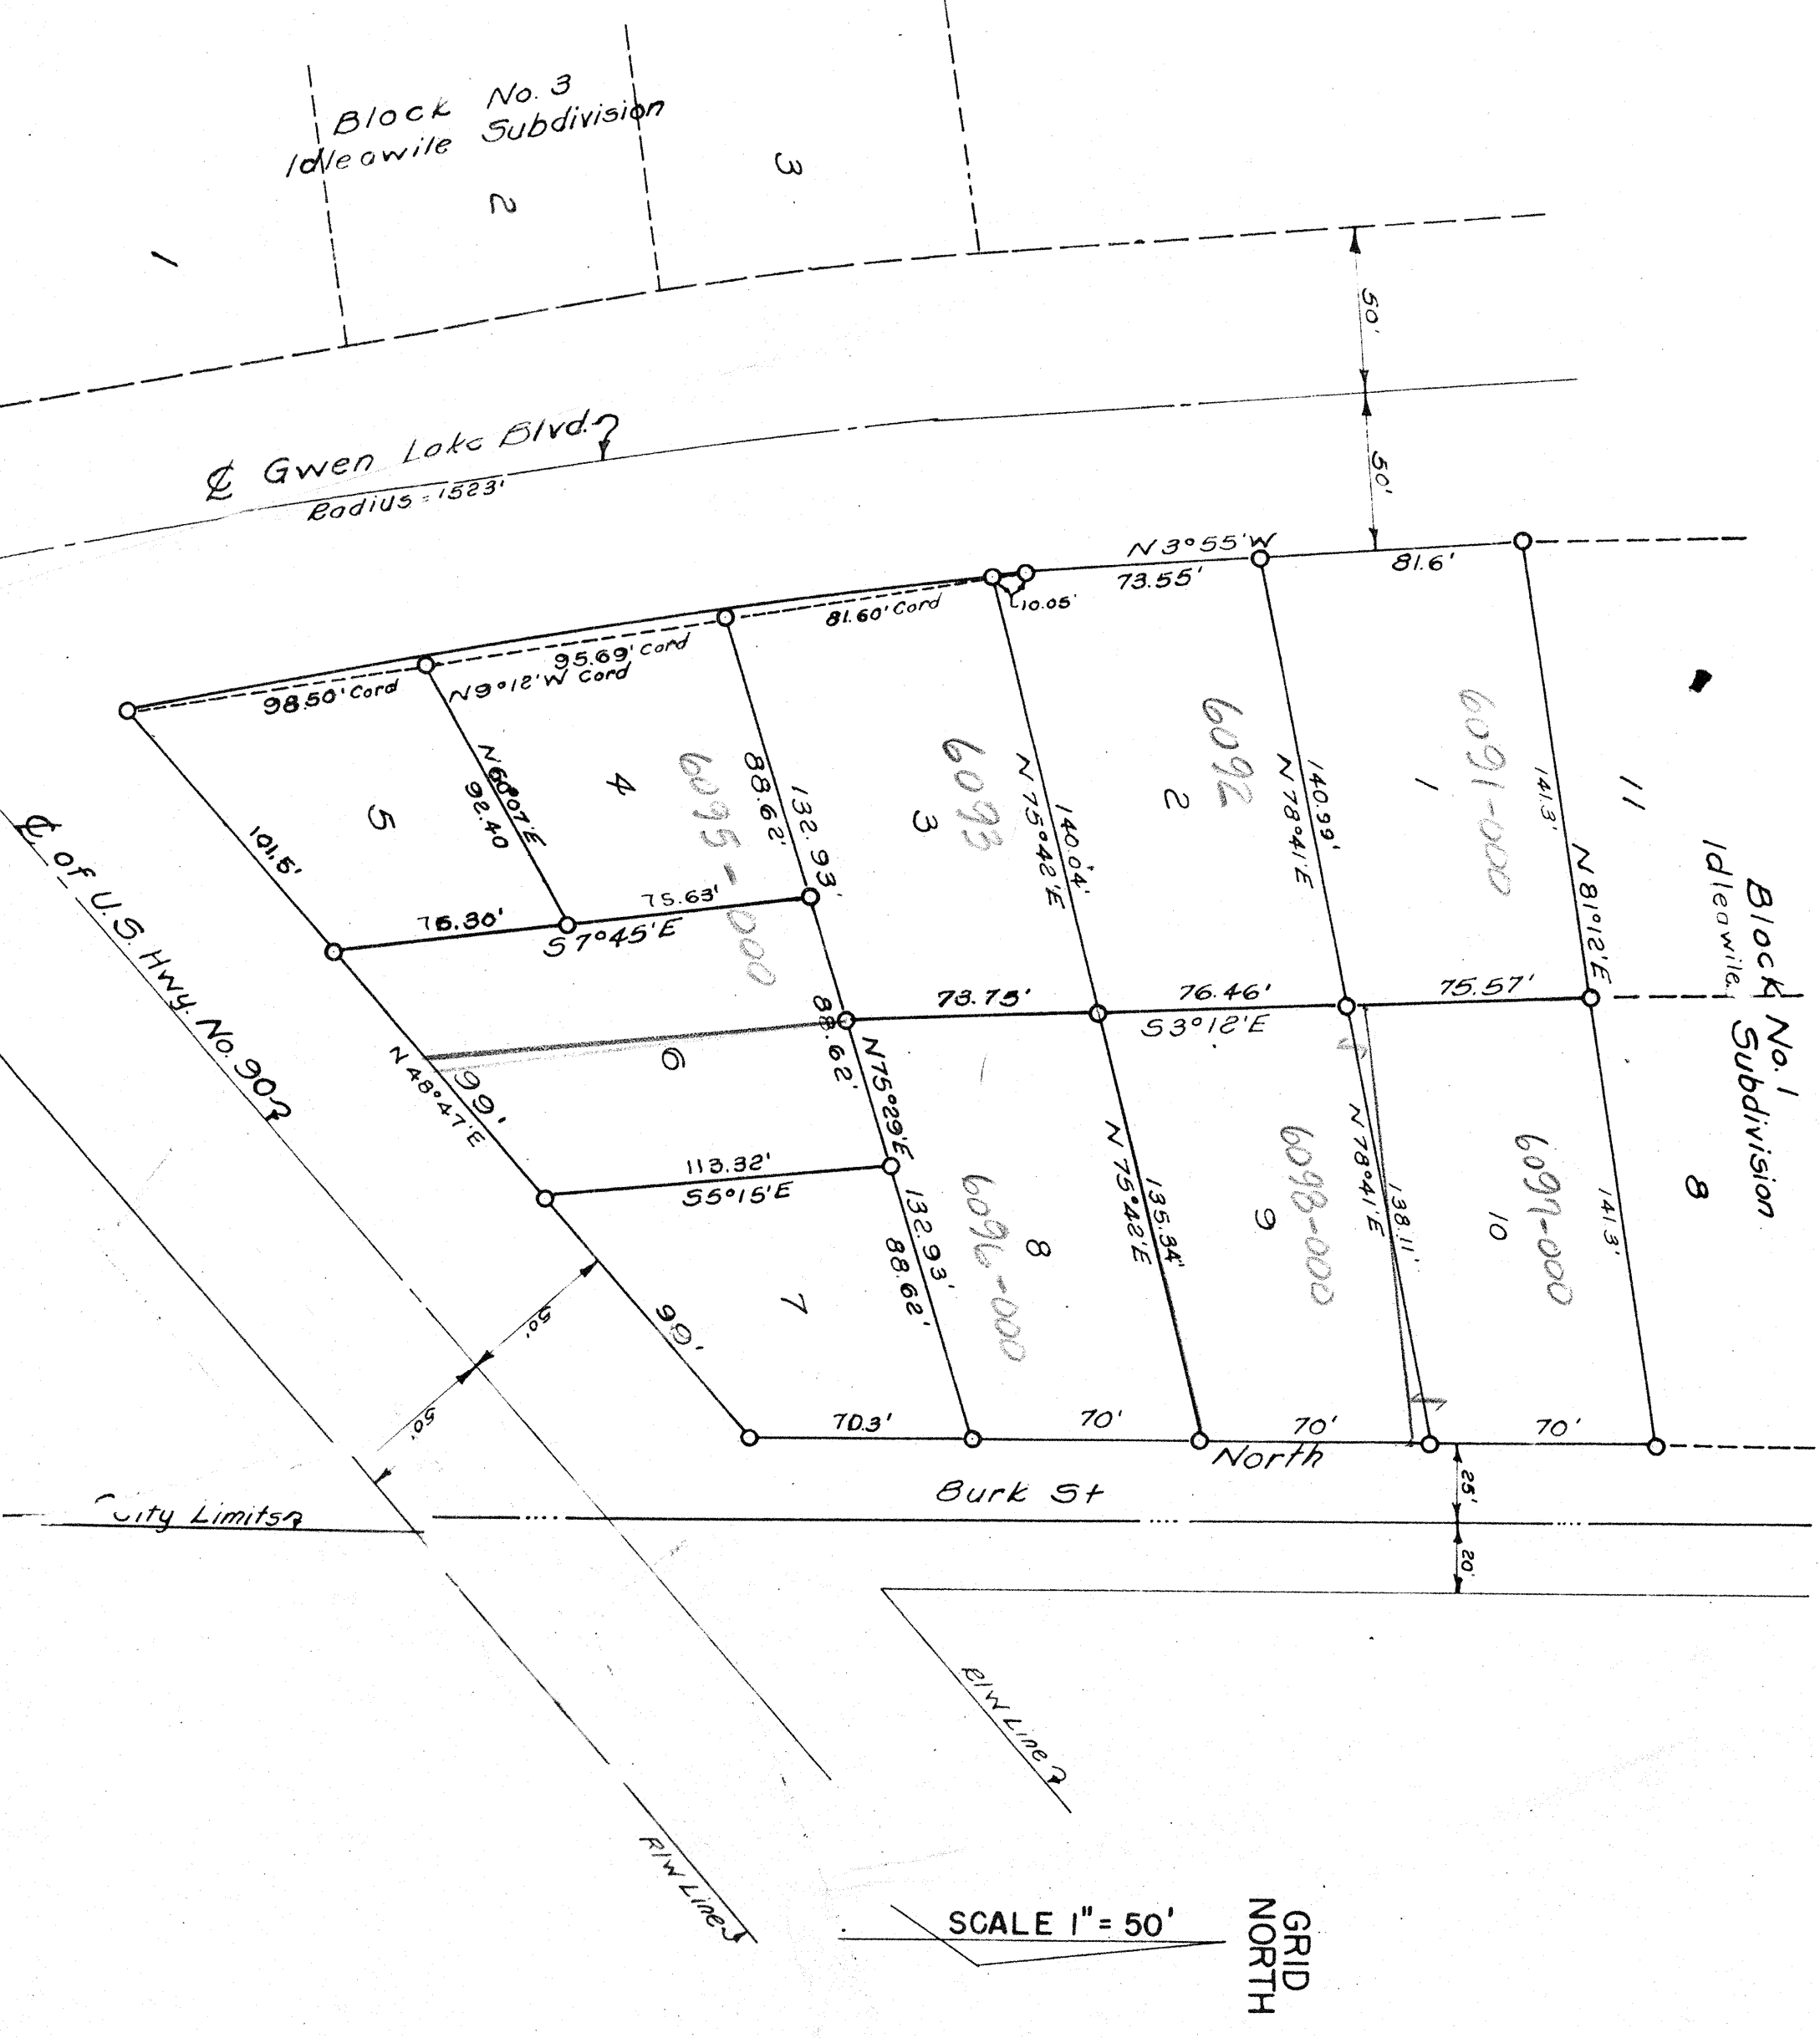 Block No. 3
Idleawile Subdivision
1
2
3
50'
50'
℄ Gwen Lake Blvd.
Radius = 1523'
N 3°55' W
73.55'
81.6'
10.05'
81.60' Cord
95.69' Cord
N 9°12' W Cord
98.50' Cord
101.5'
5
N 60°07' E
92.40
4
6095-000
88.62'
132.93'
3
6093
N 75°42' E
140.04'
2
6092
N 78°41' E
140.99'
1
6091-000
141.3'
N 81°12' E
11
Block No. 1
Idleawile Subdivision
8
75.30'
75.63'
S 7°45' E
73.75'
76.46'
S 3°12' E
75.57'
℄ of U.S. Hwy. No. 90
N 48°47' E
99'
6
88.62'
N 75°29' E
113.32'
S 5°15' E
132.93'
88.62'
7
99'
8
6096-000
N 75°42' E
135.34'
9
6098-000
N 78°41' E
138.11'
10
6097-000
141.3'
50'
50'
70.3'
70'
70'
70'
North
Burk St
25'
20'
City Limits
R/W Line
R/W Line
SCALE 1" = 50'
GRID
NORTH